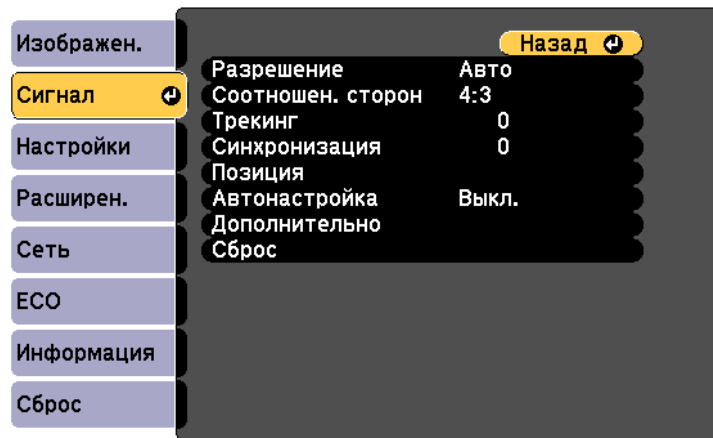 Изображен.
Сигнал
Настройки
Расширен.
Сеть
ECO
Информация
Сброс
Назад
Разрешение Авто
Соотношен. сторон 4:3
Трекинг 0
Синхронизация 0
Позиция
Автонастройка Выкл.
Дополнительно
Сброс